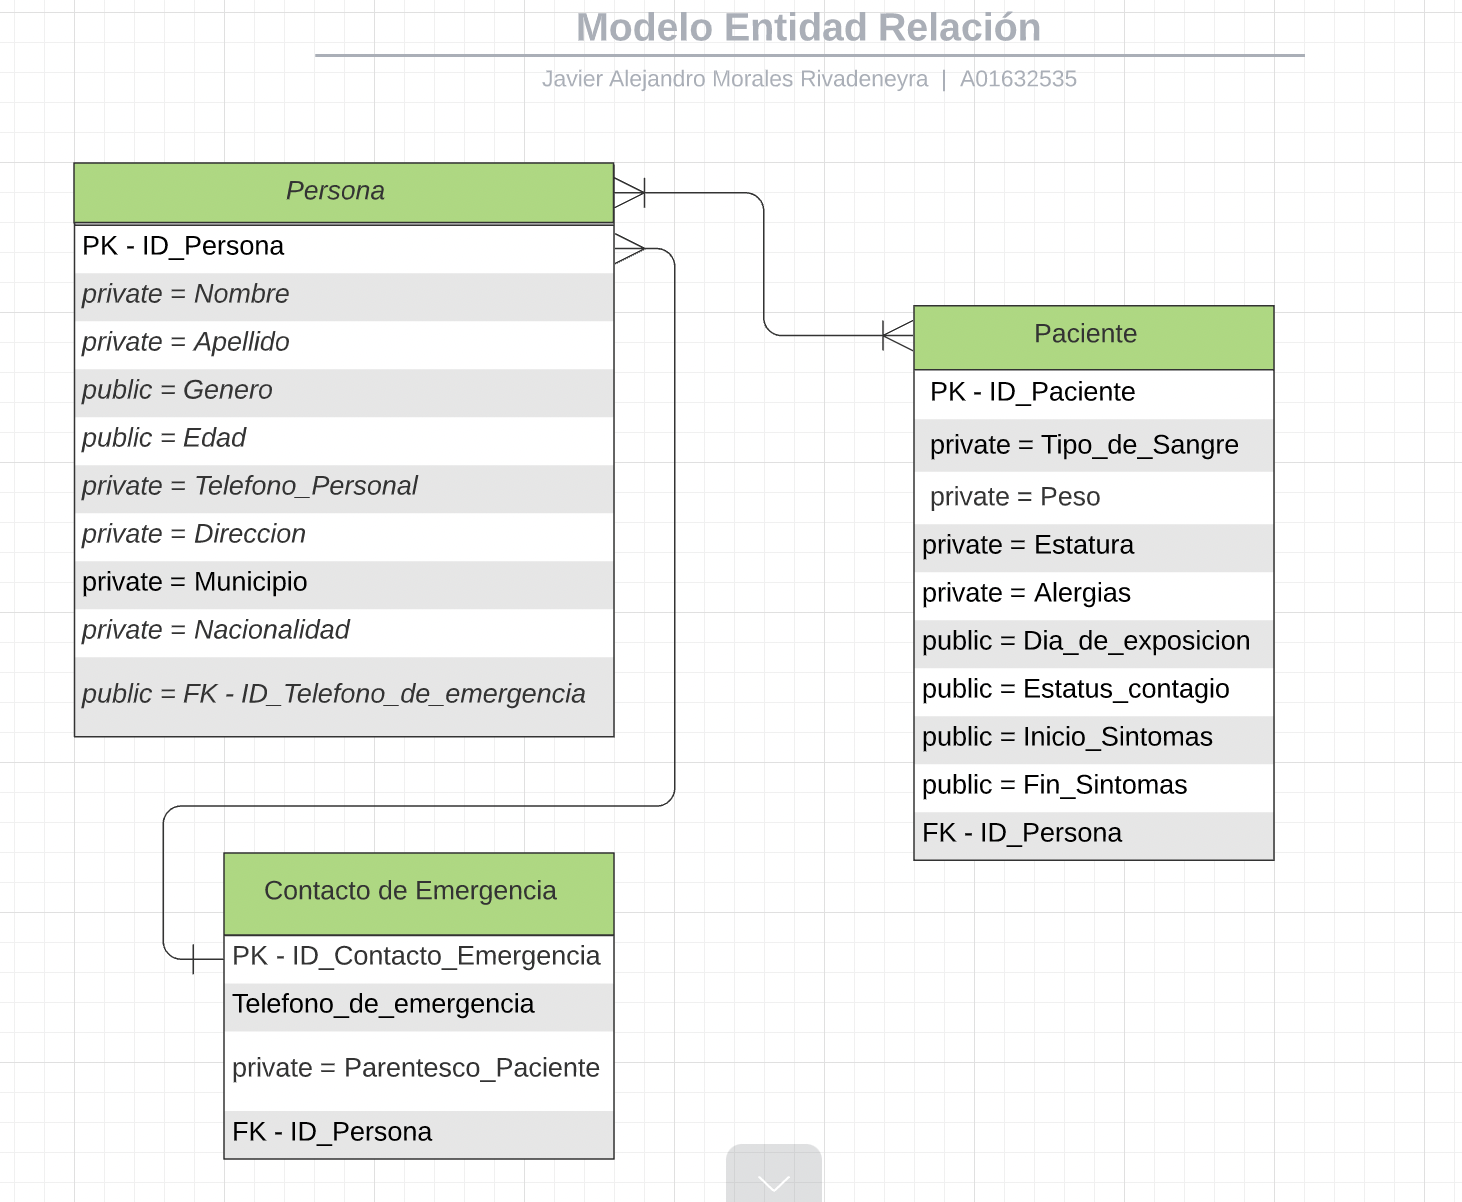 Modelo Entidad Relación
Javier Alejandro Morales Rivadeneyra | A01632535
Persona
PK - ID_Persona
private = Nombre
private = Apellido
public = Genero
public = Edad
private = Telefono_Personal
private = Direccion
private = Municipio
private = Nacionalidad
public = FK - ID_Telefono_de_emergencia
Paciente
PK - ID_Paciente
private = Tipo_de_Sangre
private = Peso
private = Estatura
private = Alergias
public = Dia_de_exposicion
public = Estatus_contagio
public = Inicio_Sintomas
public = Fin_Sintomas
FK - ID_Persona
Contacto de Emergencia
PK - ID_Contacto_Emergencia
Telefono_de_emergencia
private = Parentesco_Paciente
FK - ID_Persona